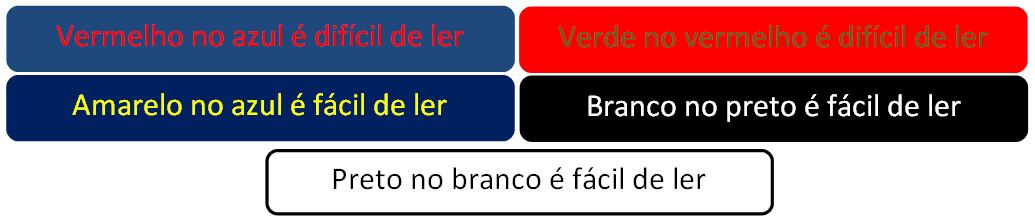 Vermelho no azul é difícil de ler
Verde no vermelho é difícil de ler
Amarelo no azul é fácil de ler
Branco no preto é fácil de ler
Preto no branco é fácil de ler